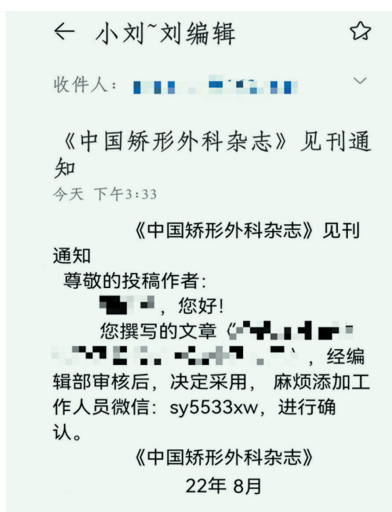 小刘~刘编辑
收件人:
《中国矫形外科杂志》见刊通
知
今天 下午3:33
《中国矫形外科杂志》见刊
通知
尊敬的投稿作者:
,您好!
您撰写的文章《
》,经编
辑部审核后,决定采用, 麻烦添加工
作人员微信: sy5533xw,进行确
认。
《中国矫形外科杂志》
22年 8月